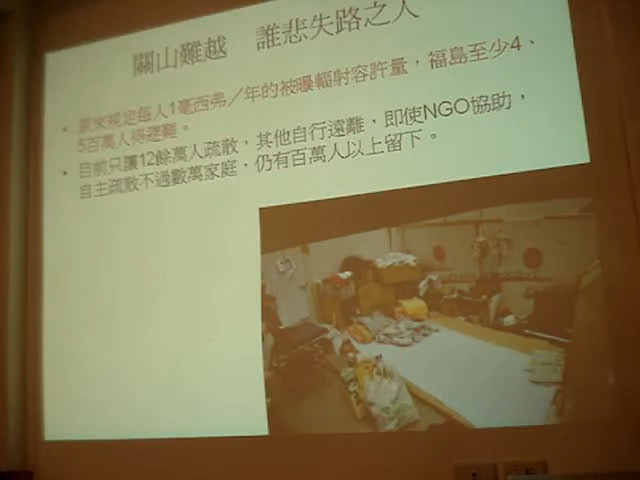 關山難越 誰悲失路之人
• 原來規定每人1毫西弗／年的被曝輻射容許量，福島至少4、
5百萬人得避難。
• 目前只讓12餘萬人疏散，其他自行遠離，即使NGO協助，
自主疏散不過數萬家庭，仍有百萬人以上留下。